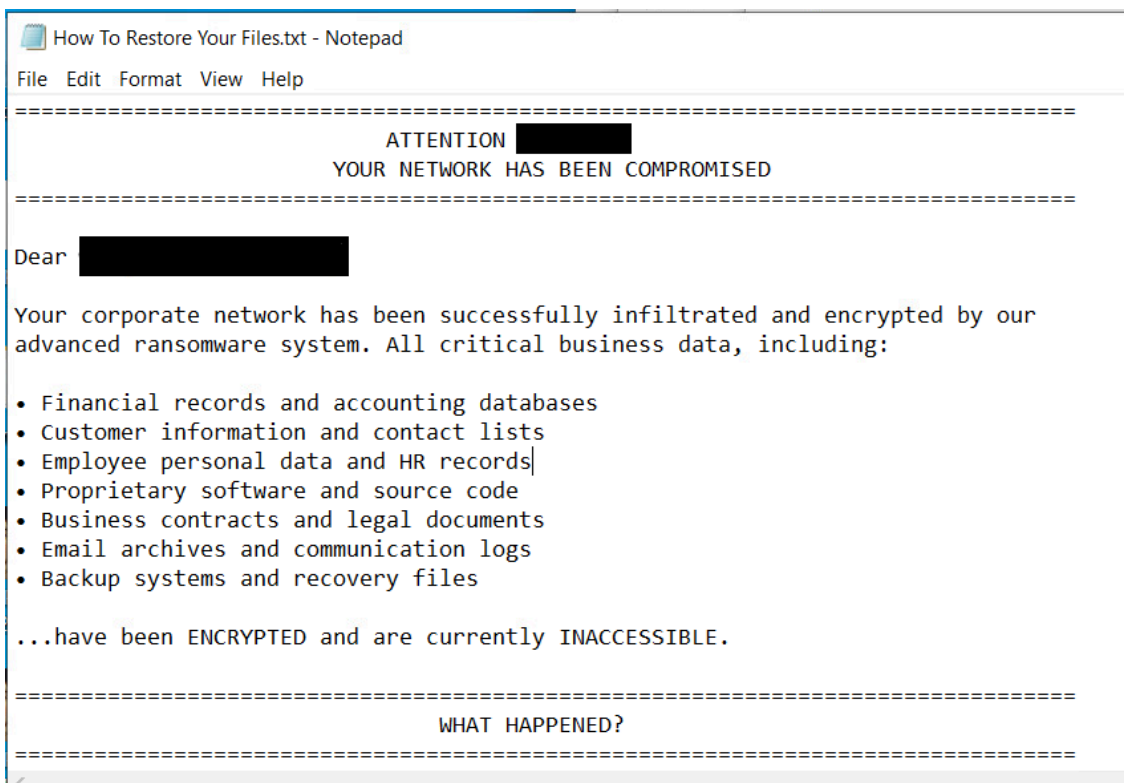 How To Restore Your Files.txt - Notepad
File Edit Format View Help
================================================================================
ATTENTION
YOUR NETWORK HAS BEEN COMPROMISED
================================================================================
Dear
Your corporate network has been successfully infiltrated and encrypted by our
advanced ransomware system. All critical business data, including:
• Financial records and accounting databases
• Customer information and contact lists
• Employee personal data and HR records
• Proprietary software and source code
• Business contracts and legal documents
• Email archives and communication logs
• Backup systems and recovery files
...have been ENCRYPTED and are currently INACCESSIBLE.
================================================================================
WHAT HAPPENED?
================================================================================